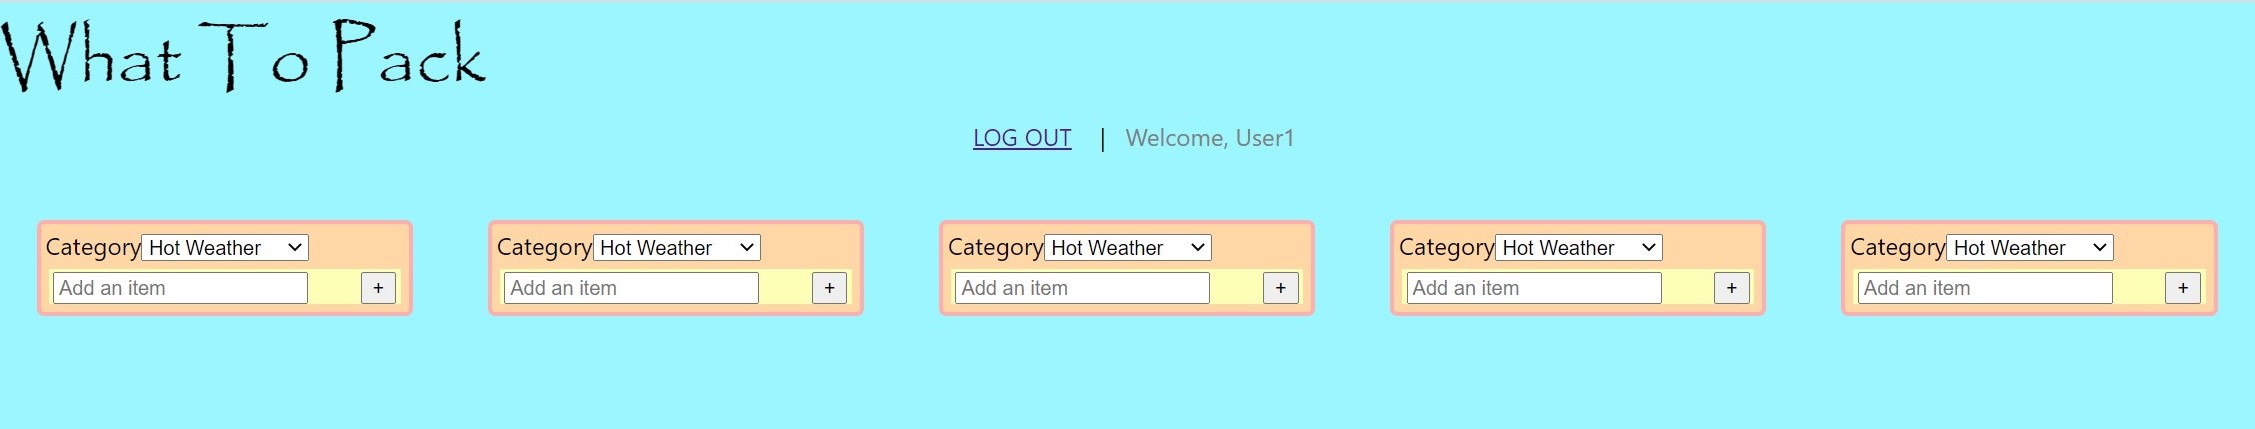 What To Pack
LOG OUT | Welcome, User1
Category Hot Weather
Add an item +
Category Hot Weather
Add an item +
Category Hot Weather
Add an item +
Category Hot Weather
Add an item +
Category Hot Weather
Add an item +